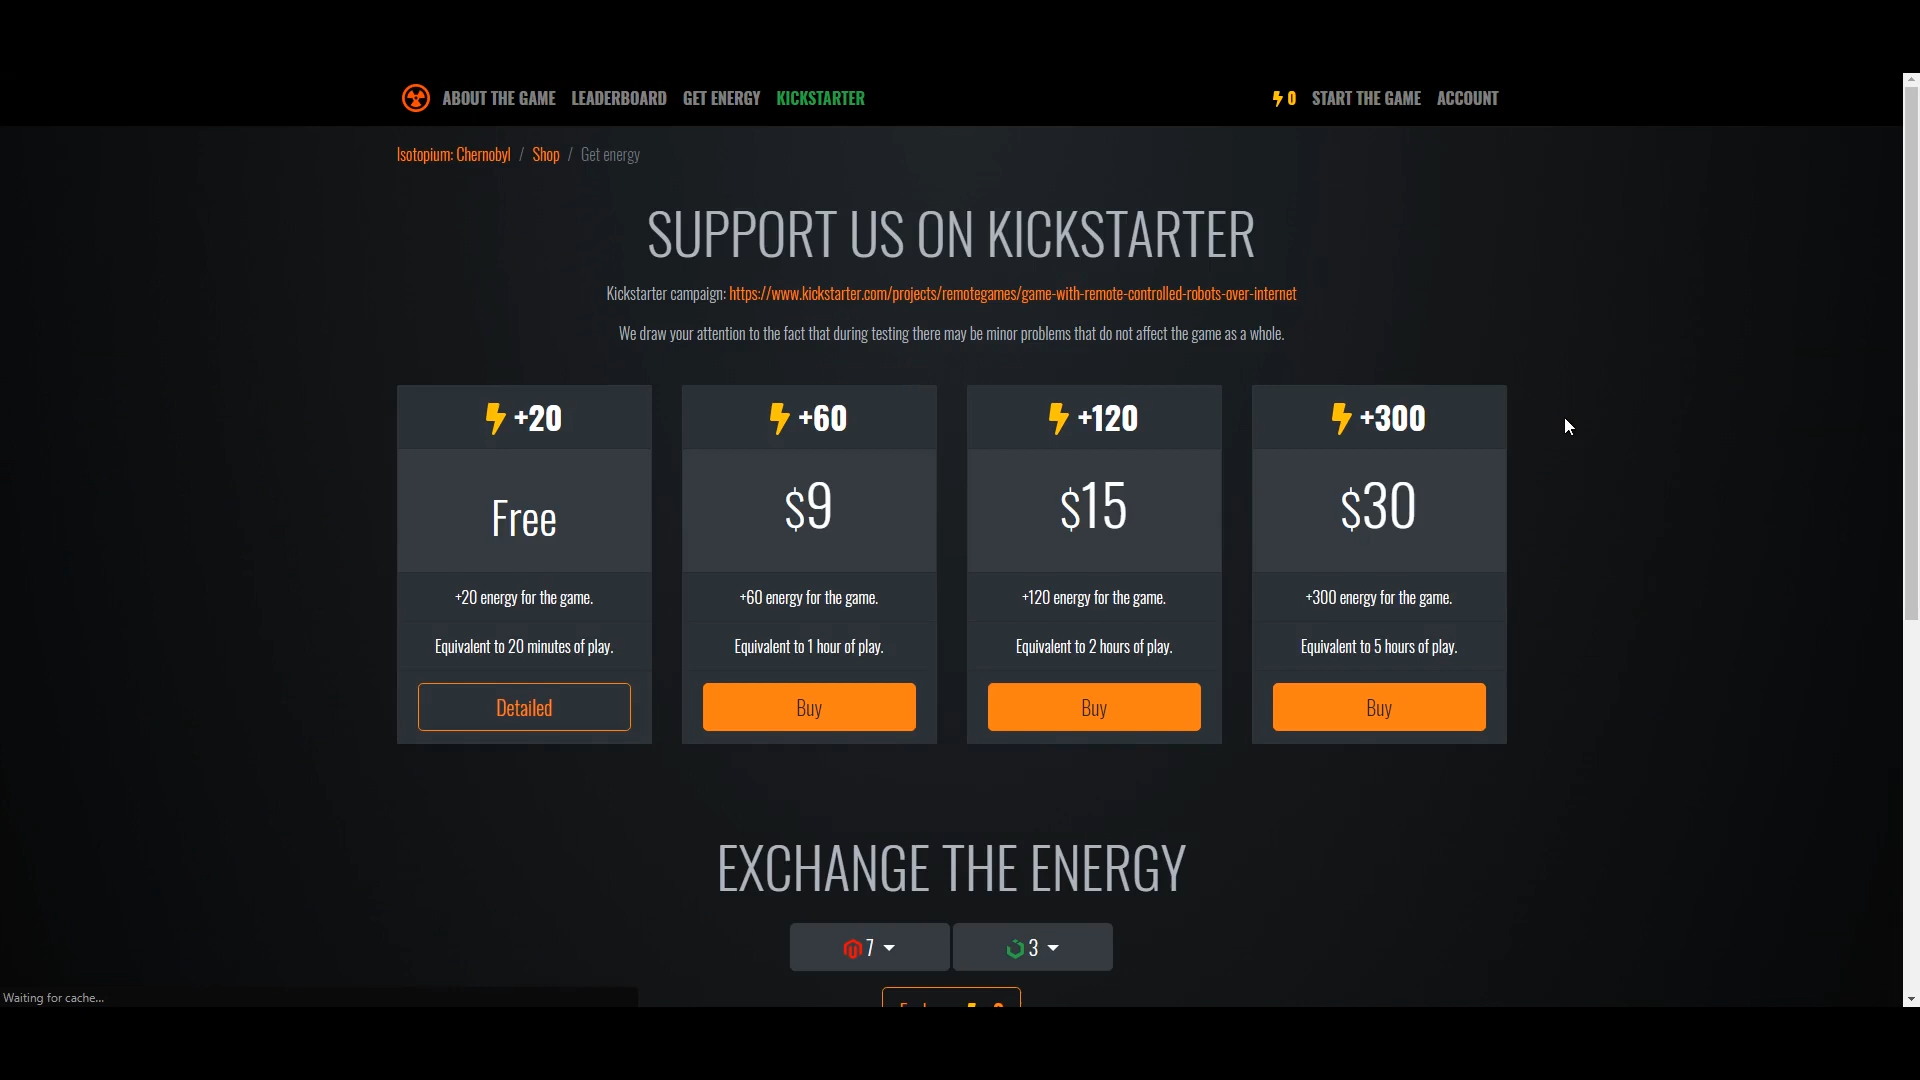 ABOUT THE GAME LEADERBOARD GET ENERGY KICKSTARTER 0 START THE GAME ACCOUNT
Isotopium: Chernobyl / Shop / Get energy
SUPPORT US ON KICKSTARTER
Kickstarter campaign: https://www.kickstarter.com/projects/remotegames/game-with-remote-controlled-robots-over-internet
We draw your attention to the fact that during testing there may be minor problems that do not affect the game as a whole.
+20 +60 +120 +300
Free $9 $15 $30
+20 energy for the game. +60 energy for the game. +120 energy for the game. +300 energy for the game.
Equivalent to 20 minutes of play. Equivalent to 1 hour of play. Equivalent to 2 hours of play. Equivalent to 5 hours of play.
Detailed Buy Buy Buy
EXCHANGE THE ENERGY
7 3
Waiting for cache...